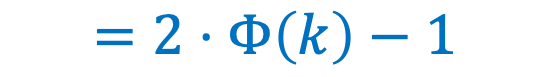 = 2 · Φ(k) − 1